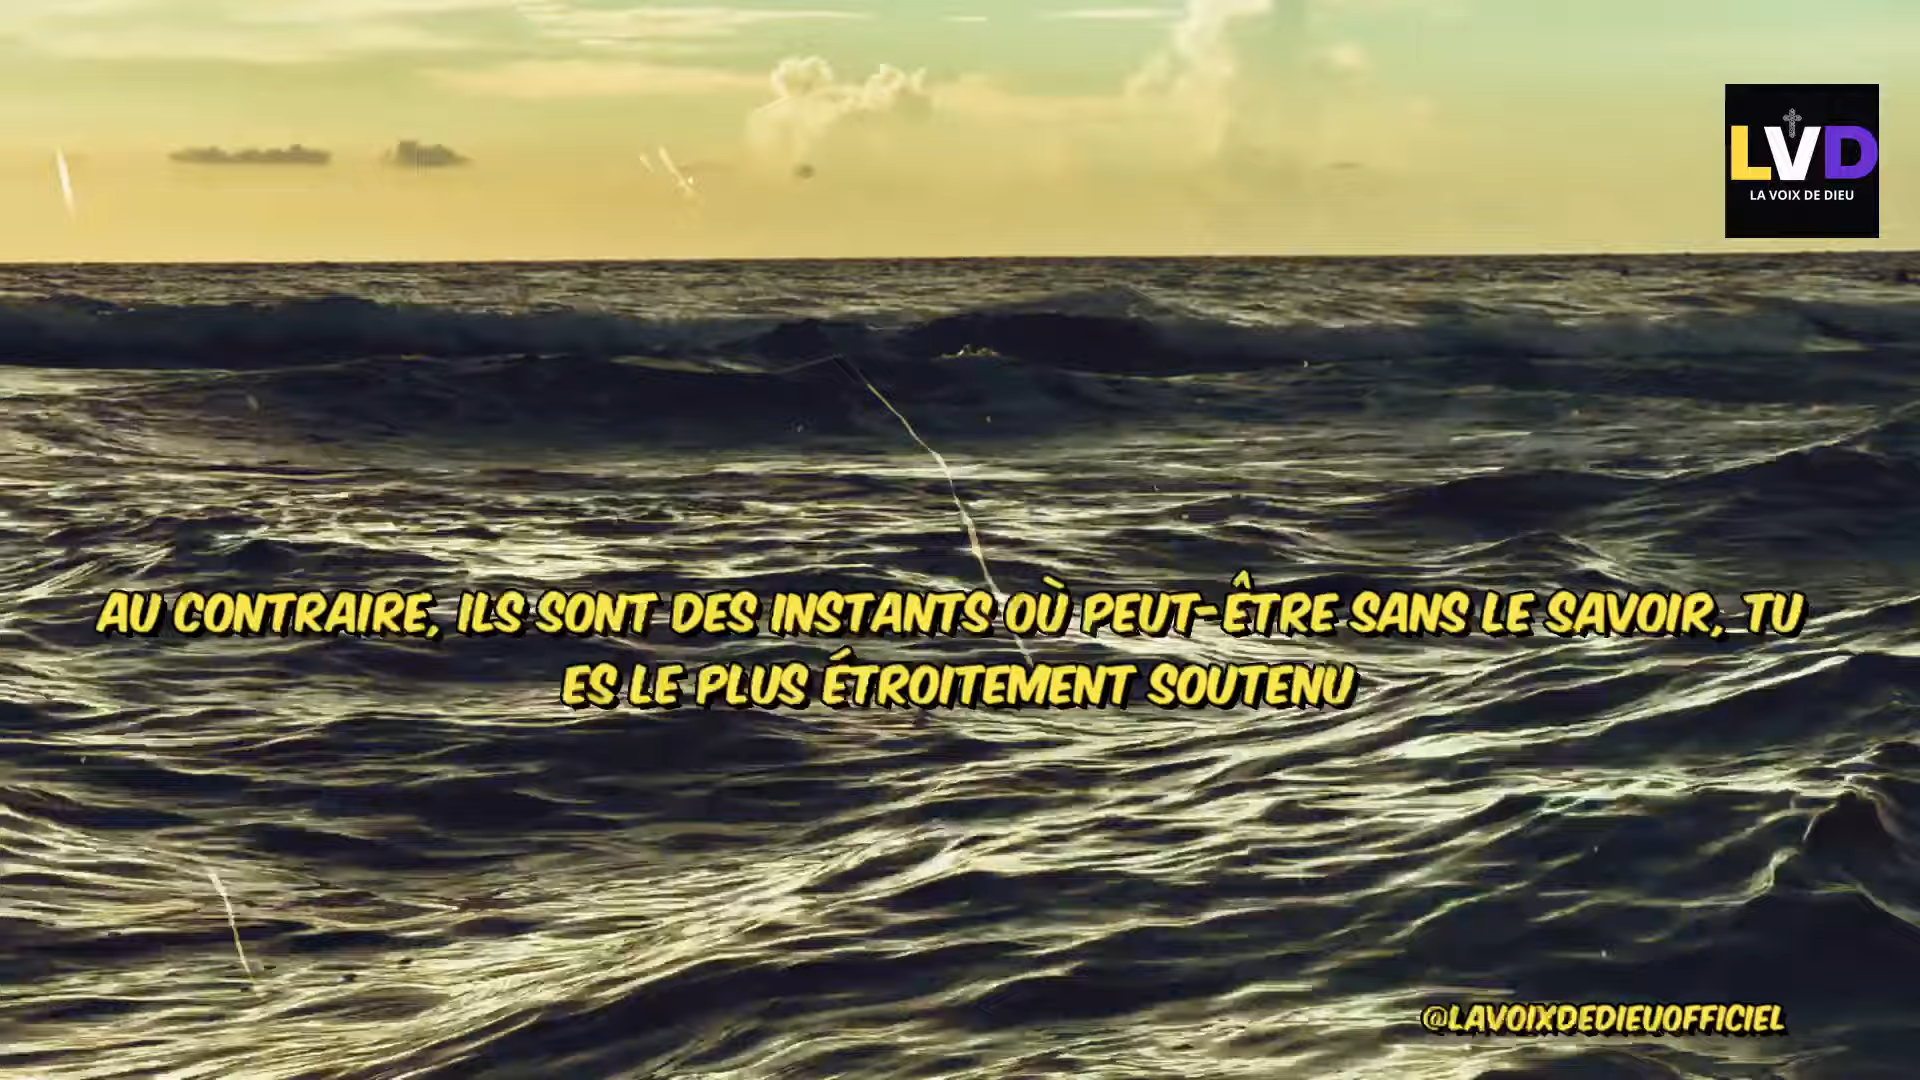 LVD
LA VOIX DE DIEU
AU CONTRAIRE, ILS SONT DES INSTANTS OÙ PEUT-ÊTRE SANS LE SAVOIR, TU
ES LE PLUS ÉTROITEMENT SOUTENU
@LAVOIXDEDIEUOFFICIEL